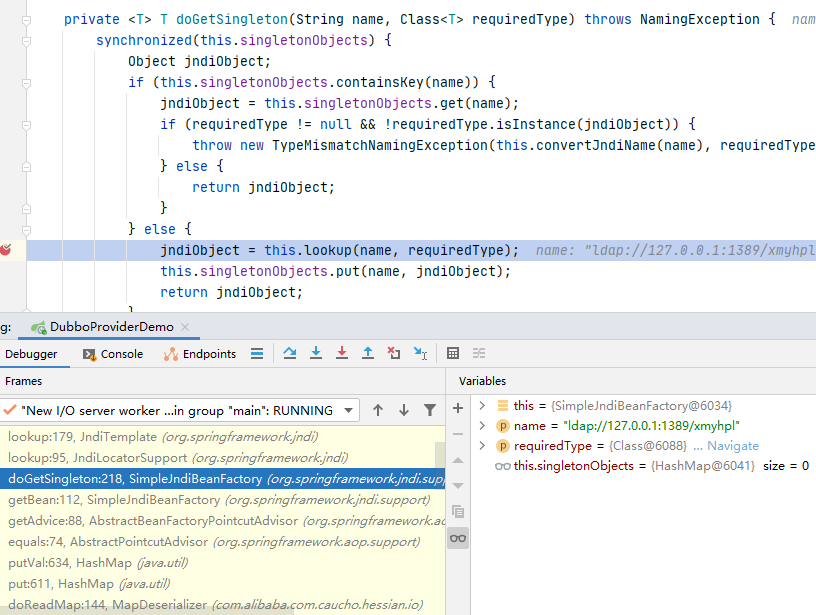 private <T> T doGetSingleton(String name, Class<T> requiredType) throws NamingException {  nam
synchronized(this.singletonObjects) {
Object jndiObject;
if (this.singletonObjects.containsKey(name)) {
jndiObject = this.singletonObjects.get(name);
if (requiredType != null && !requiredType.isInstance(jndiObject)) {
throw new TypeMismatchNamingException(this.convertJndiName(name), requiredType
} else {
return jndiObject;
}
} else {
jndiObject = this.lookup(name, requiredType);  name: "ldap://127.0.0.1:1389/xmyhpl
this.singletonObjects.put(name, jndiObject);
return jndiObject;
}
g: DubboProviderDemo ×
Debugger Console Endpoints
Frames Variables
"New I/O server worker ...in group "main": RUNNING
lookup:179, JndiTemplate (org.springframework.jndi)
lookup:95, JndiLocatorSupport (org.springframework.jndi)
doGetSingleton:218, SimpleJndiBeanFactory (org.springframework.jndi.supp
getBean:112, SimpleJndiBeanFactory (org.springframework.jndi.support)
getAdvice:88, AbstractBeanFactoryPointcutAdvisor (org.springframework.ao
equals:74, AbstractPointcutAdvisor (org.springframework.aop.support)
putVal:634, HashMap (java.util)
put:611, HashMap (java.util)
doReadMap:144, MapDeserializer (com.alibaba.com.caucho.hessian.io)
this = {SimpleJndiBeanFactory@6034}
p name = "ldap://127.0.0.1:1389/xmyhpl"
p requiredType = {Class@6088} ... Navigate
this.singletonObjects = {HashMap@6041} size = 0